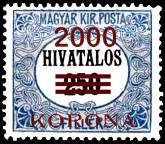 MAGYAR KIR. POSTA
2000
HIVATALOS
250
KORONA